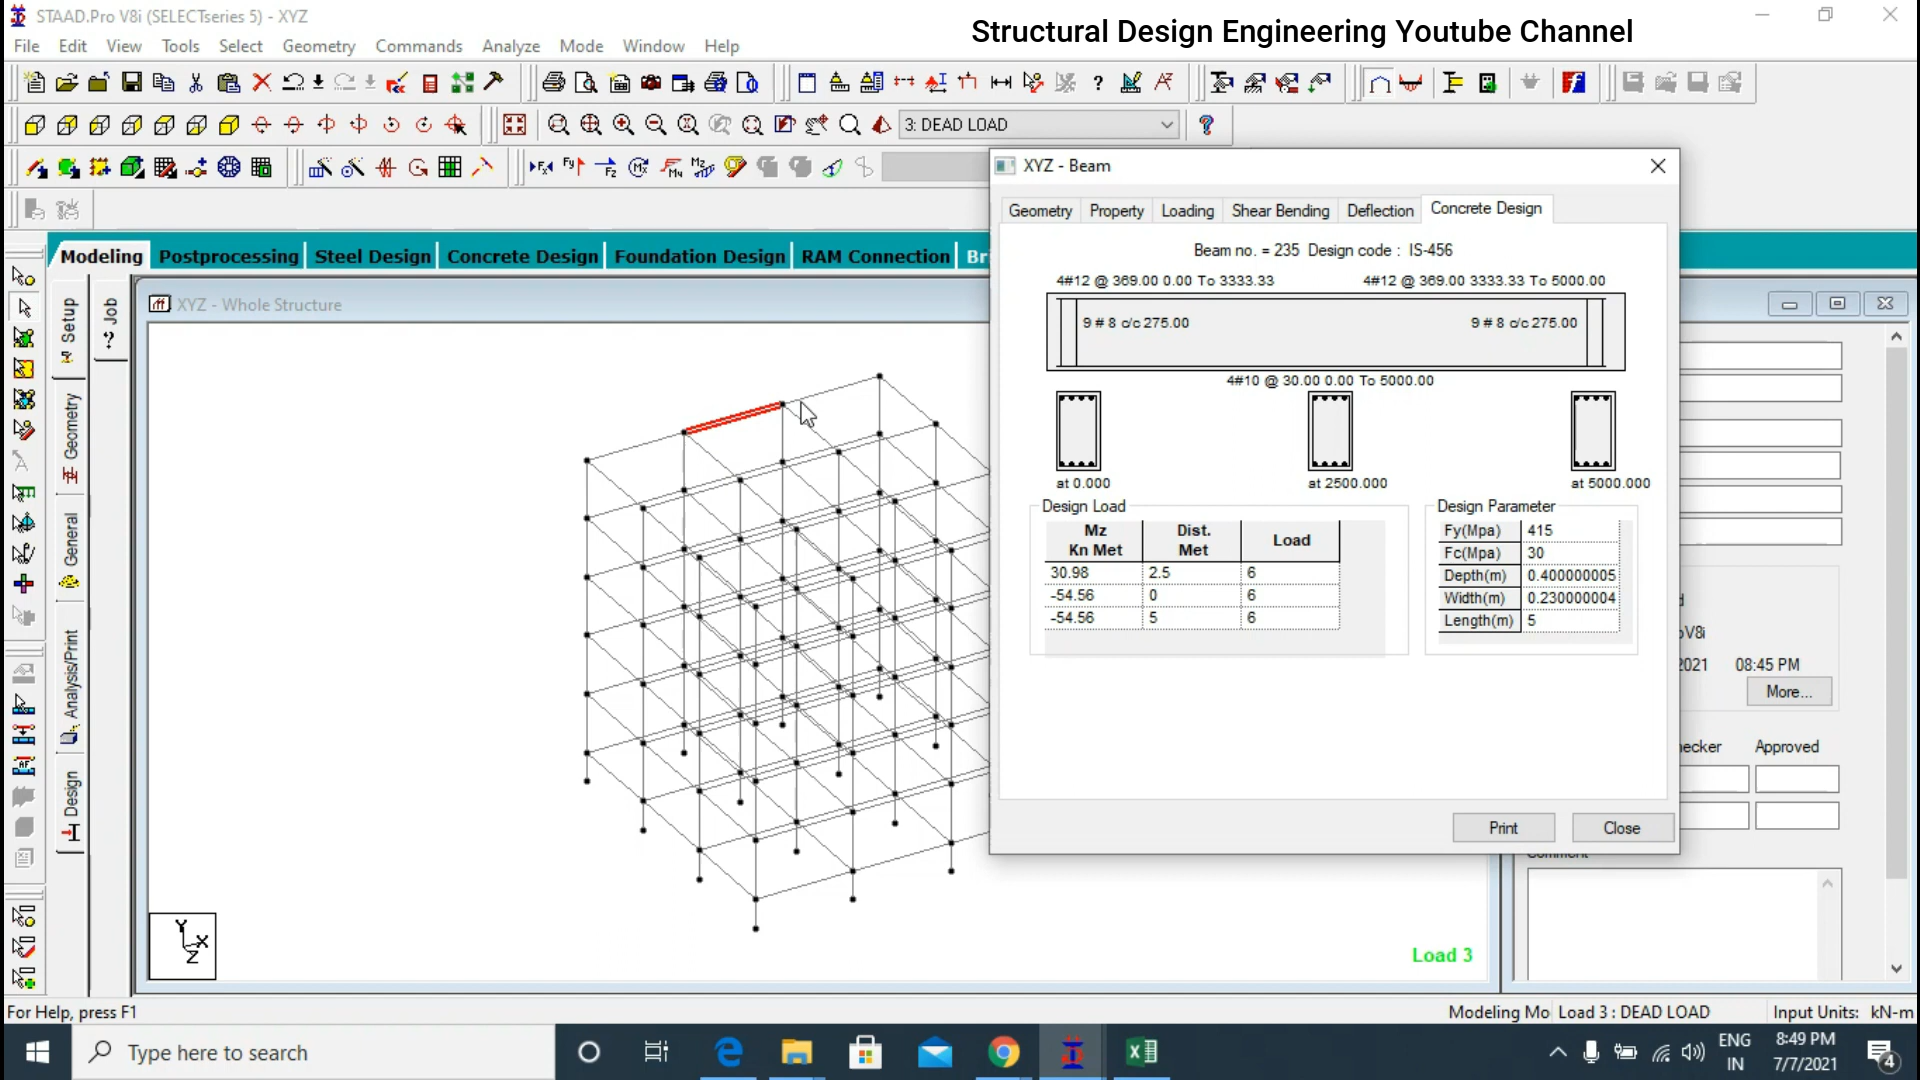 STAAD.Pro V8i (SELECTseries 5) - XYZ
Structural Design Engineering Youtube Channel
File Edit View Tools Select Geometry Commands Analyze Mode Window Help
3: DEAD LOAD
XYZ - Beam
Geometry Property Loading Shear Bending Deflection Concrete Design
Modeling Postprocessing Steel Design Concrete Design Foundation Design RAM Connection Bri
Setup
Geometry
General
Analysis/Print
Design
Job
XYZ - Whole Structure
Beam no. = 235 Design code : IS-456
4#12 @ 369.00 0.00 To 3333.33 4#12 @ 369.00 3333.33 To 5000.00
9 # 8 c/c 275.00 9 # 8 c/c 275.00
4#10 @ 30.00 0.00 To 5000.00
at 0.000 at 2500.000 at 5000.000
Design Load
Mz Kn Met Dist. Met Load
30.98 2.5 6
-54.56 0 6
-54.56 5 6
Design Parameter
Fy(Mpa) 415
Fc(Mpa) 30
Depth(m) 0.400000005
Width(m) 0.230000004
Length(m) 5
oV8i
2021 08:45 PM
More...
ecker Approved
Print Close
Comment
Y
X
Z
Load 3
For Help, press F1
Modeling Mo Load 3 : DEAD LOAD Input Units: kN-m
Type here to search
ENG
IN
8:49 PM
7/7/2021
4